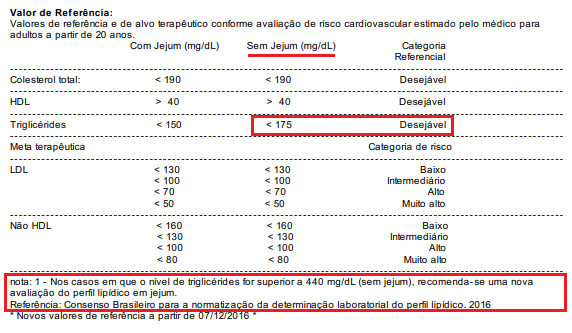 Valor de Referência:
Valores de referência e de alvo terapêutico conforme avaliação de risco cardiovascular estimado pelo médico para
adultos a partir de 20 anos.
Com Jejum (mg/dL) Sem Jejum (mg/dL) Categoria
Referencial
Colesterol total: < 190 < 190 Desejável
HDL > 40 > 40 Desejável
Triglicérides < 150 < 175 Desejável
Meta terapêutica Categoria de risco
LDL < 130 < 130 Baixo
< 100 < 100 Intermediário
< 70 < 70 Alto
< 50 < 50 Muito alto
Não HDL < 160 < 160 Baixo
< 130 < 130 Intermediário
< 100 < 100 Alto
< 80 < 80 Muito alto
nota: 1 - Nos casos em que o nível de triglicérides for superior a 440 mg/dL (sem jejum), recomenda-se uma nova
avaliação do perfil lipídico em jejum.
Referência: Consenso Brasileiro para a normatização da determinação laboratorial do perfil lipídico. 2016
* Novos valores de referência a partir de 07/12/2016 *